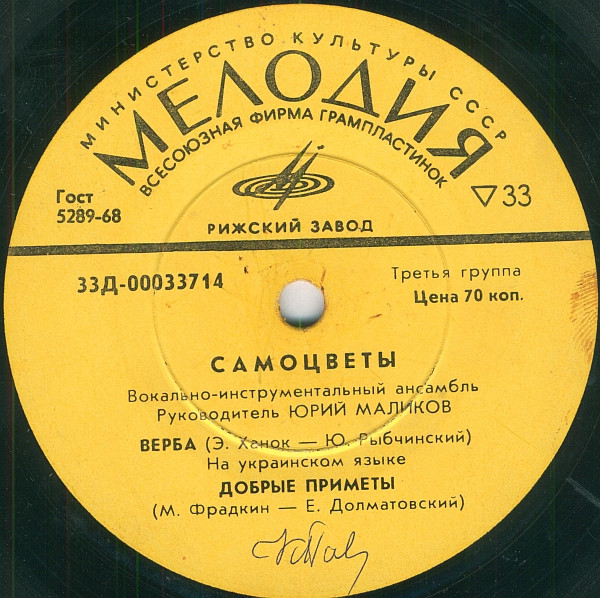 МИНИСТЕРСТВО КУЛЬТУРЫ СССР
МЕЛОДИЯ
ВСЕСОЮЗНАЯ ФИРМА ГРАМПЛАСТИНОК
Гост
5289-68
▽33
РИЖСКИЙ ЗАВОД
33Д-00033714
Третья группа
Цена 70 коп.
САМОЦВЕТЫ
Вокально-инструментальный ансамбль
Руководитель ЮРИЙ МАЛИКОВ
ВЕРБА (Э. Ханок — Ю. Рыбчинский)
На украинском языке
ДОБРЫЕ ПРИМЕТЫ
(М. Фрадкин — Е. Долматовский)